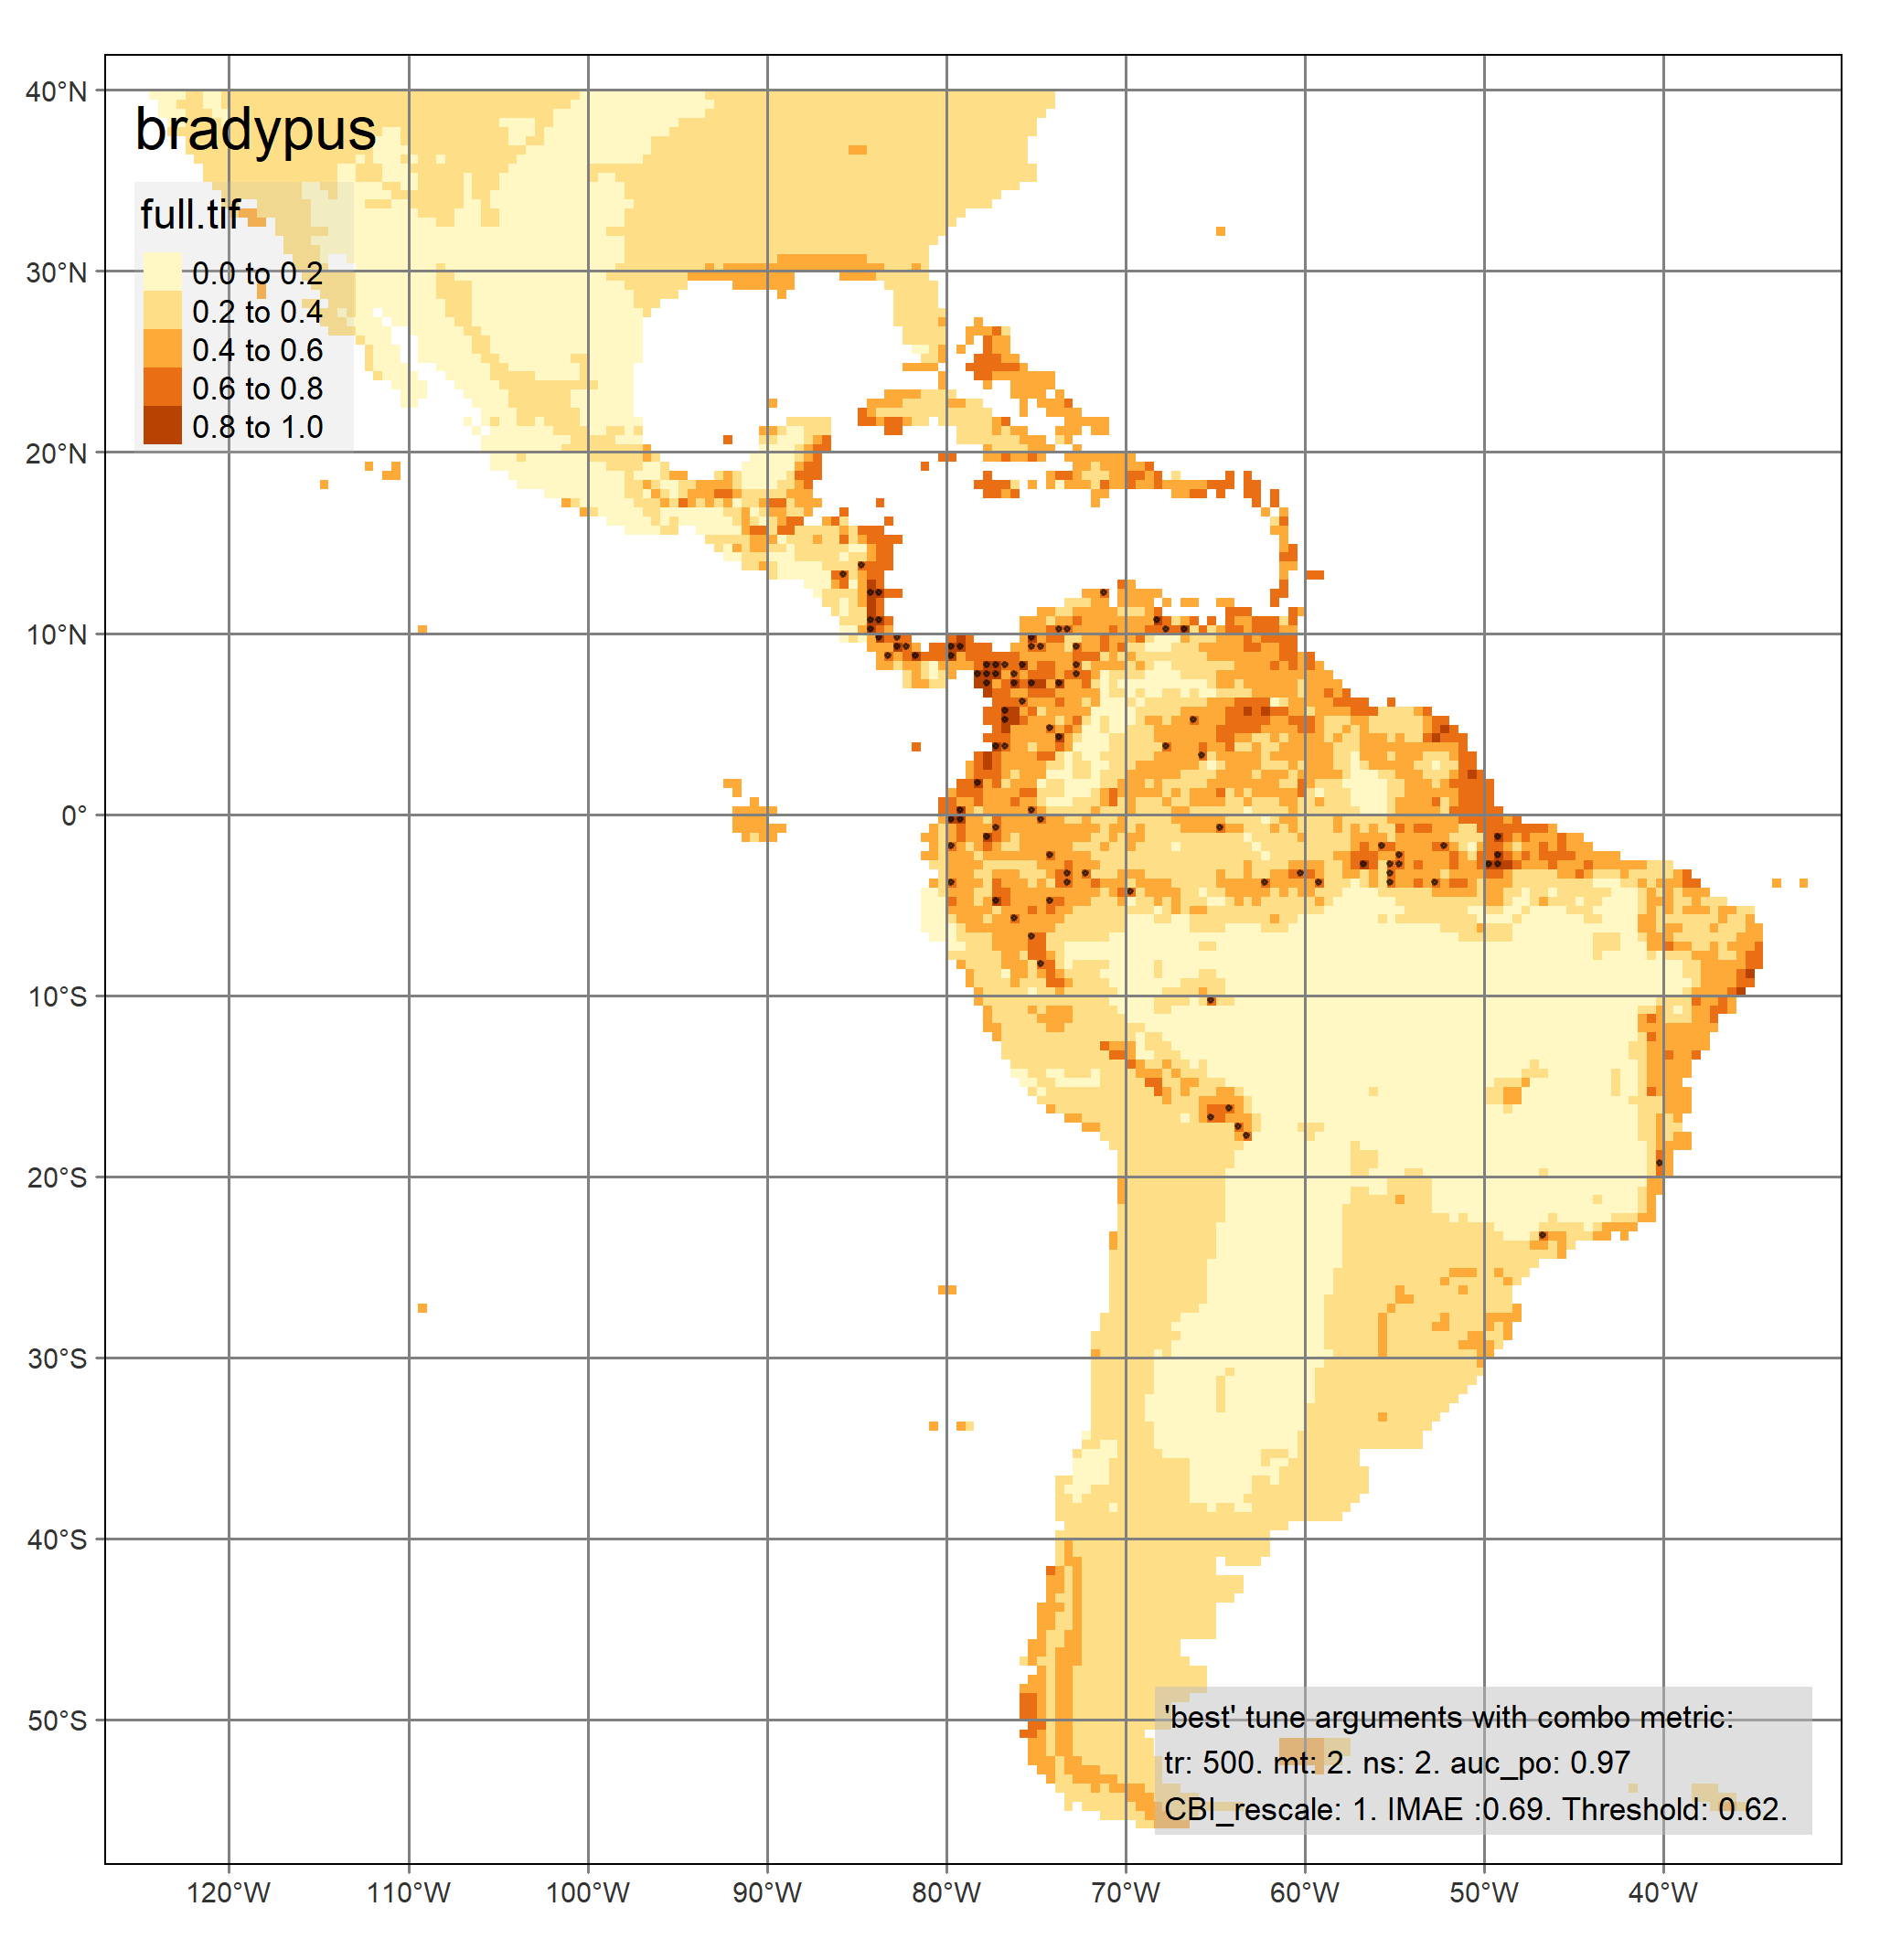 bradypus
full.tif
0.0 to 0.2
0.2 to 0.4
0.4 to 0.6
0.6 to 0.8
0.8 to 1.0
40°N
30°N
20°N
10°N
0°
10°S
20°S
30°S
40°S
50°S
'best' tune arguments with combo metric:
tr: 500. mt: 2. ns: 2. auc_po: 0.97
CBI_rescale: 1. IMAE :0.69. Threshold: 0.62.
120°W 110°W 100°W 90°W 80°W 70°W 60°W 50°W 40°W